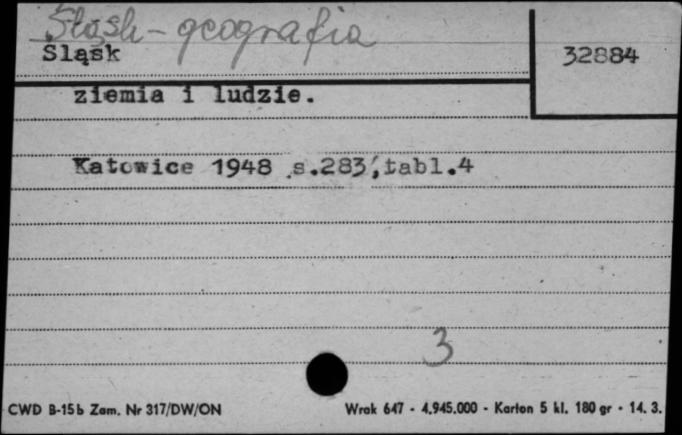 Śląsk - geografia
Sląsk
32884
ziemia i ludzie.
Katowice 1948 s.283,tabl.4
3
CWD B-15b Zam. Nr 317/DW/ON
Wrak 647 - 4.945.000 - Karton 5 kl. 180 gr - 14. 3.